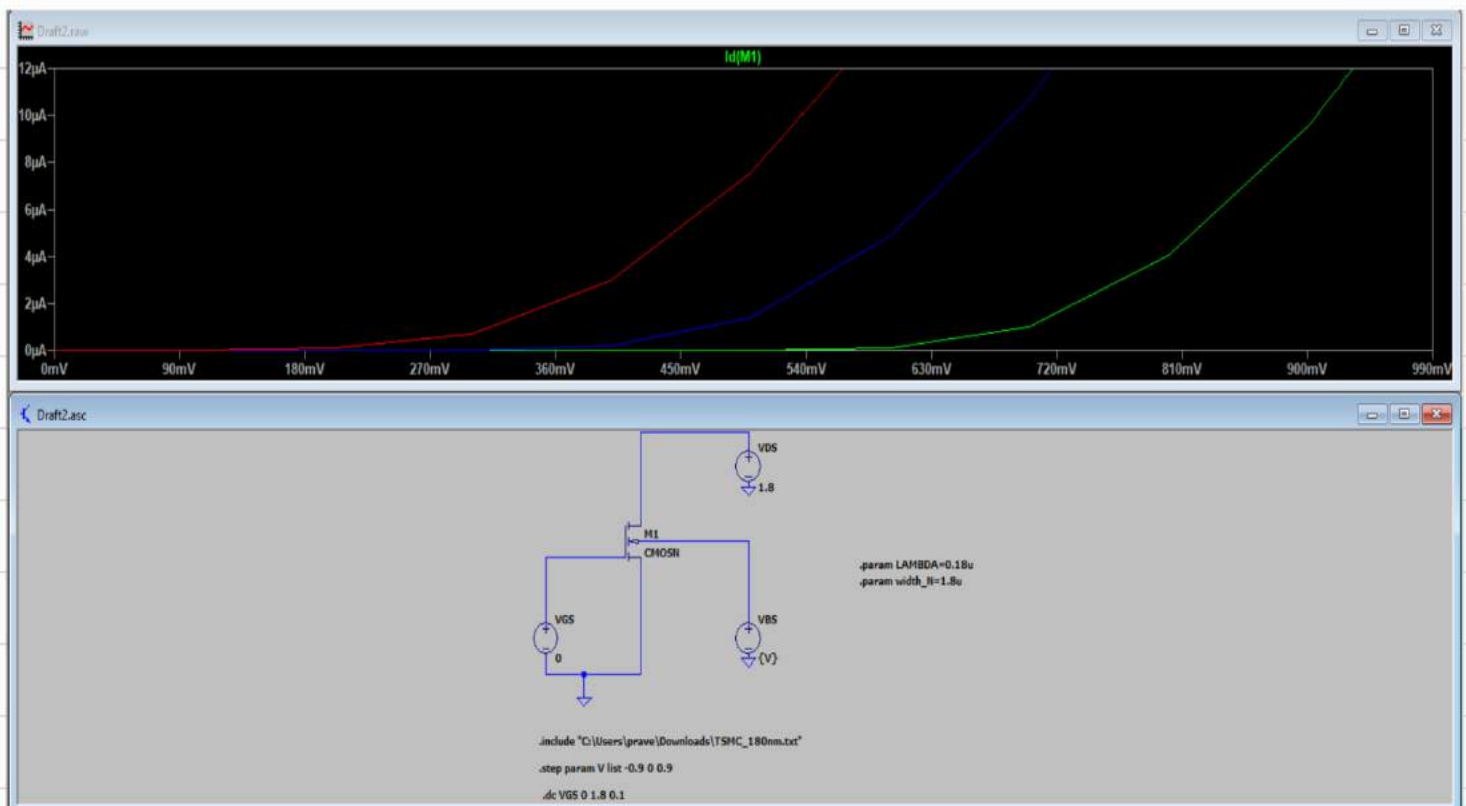 Draft2.raw
Id(M1)
12µA
10µA
8µA
6µA
4µA
2µA
0µA
0mV 90mV 180mV 270mV 360mV 450mV 540mV 630mV 720mV 810mV 900mV 990mV
Draft2.asc
VDS
1.8
M1
CMOSN
.param LAMBDA=0.18u
.param width_N=1.8u
VGS
0
VBS
{V}
.include "C:\Users\prave\Downloads\TSMC_180nm.txt"
.step param V list -0.9 0 0.9
.dc VGS 0 1.8 0.1